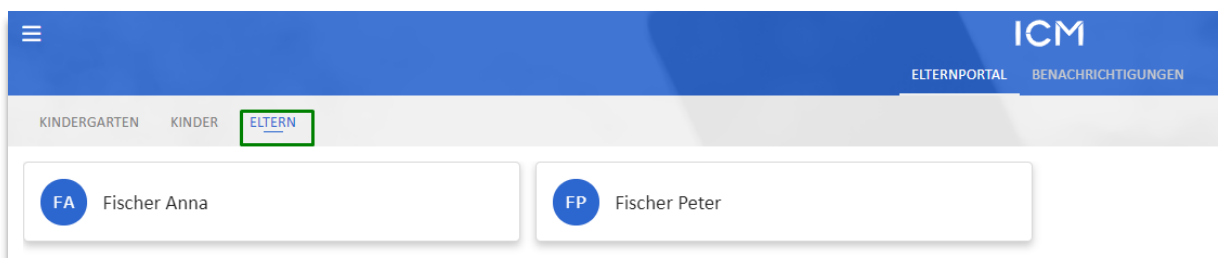 ICM
ELTERNPORTAL BENACHRICHTIGUNGEN
KINDERGARTEN KINDER ELTERN
FA Fischer Anna FP Fischer Peter